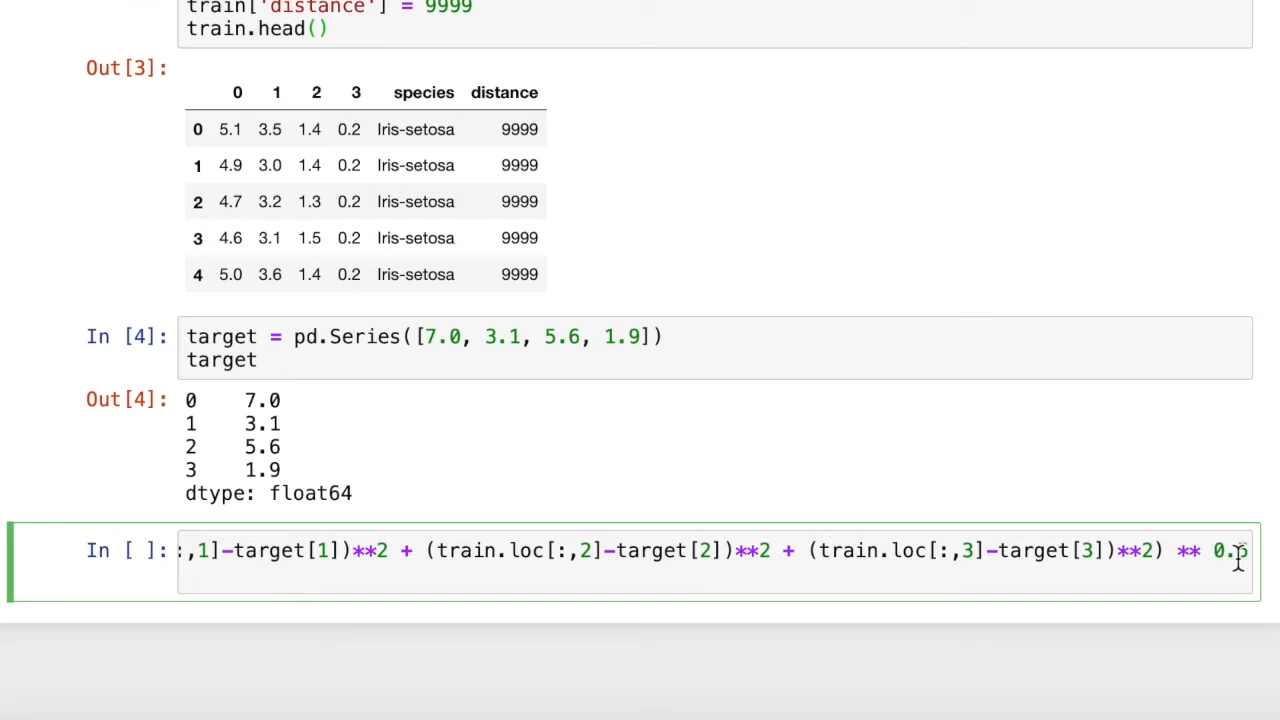 train['distance'] = 9999
train.head()
Out[3]:
0 1 2 3 species distance
0 5.1 3.5 1.4 0.2 Iris-setosa 9999
1 4.9 3.0 1.4 0.2 Iris-setosa 9999
2 4.7 3.2 1.3 0.2 Iris-setosa 9999
3 4.6 3.1 1.5 0.2 Iris-setosa 9999
4 5.0 3.6 1.4 0.2 Iris-setosa 9999
In [4]: target = pd.Series([7.0, 3.1, 5.6, 1.9])
target
Out[4]: 0 7.0
1 3.1
2 5.6
3 1.9
dtype: float64
In [ ]: :,1]-target[1])**2 + (train.loc[:,2]-target[2])**2 + (train.loc[:,3]-target[3])**2) ** 0.5